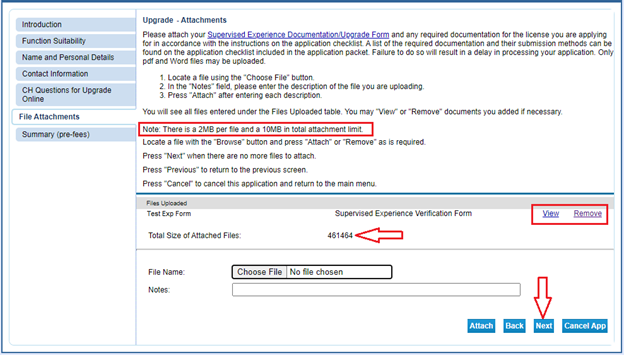 Introduction
Function Suitability
Name and Personal Details
Contact Information
CH Questions for Upgrade
Online
File Attachments
Summary (pre-fees)
Upgrade - Attachments
Please attach your Supervised Experience Documentation/Upgrade Form and any required documentation for the license you are applying
for in accordance with the instructions on the application checklist. A list of the required documentation and their submission methods can be
found on the application checklist included in the application packet. Failure to do so will result in a delay in processing your application. Only
pdf and Word files may be uploaded.
1. Locate a file using the "Choose File" button.
2. In the "Notes" field, please enter the description of the file you are uploading.
3. Press "Attach" after entering each description.
You will see all files entered under the Files Uploaded table. You may "View" or "Remove" documents you added if necessary.
Note: There is a 2MB per file and a 10MB in total attachment limit.
Locate a file with the "Browse" button and press "Attach" or "Remove" as is required.
Press "Next" when there are no more files to attach.
Press "Previous" to return to the previous screen.
Press "Cancel" to cancel this application and return to the main menu.
Files Uploaded
Test Exp Form Supervised Experience Verification Form View Remove
Total Size of Attached Files: 461464
File Name: Choose File No file chosen
Notes:
Attach Back Next Cancel App